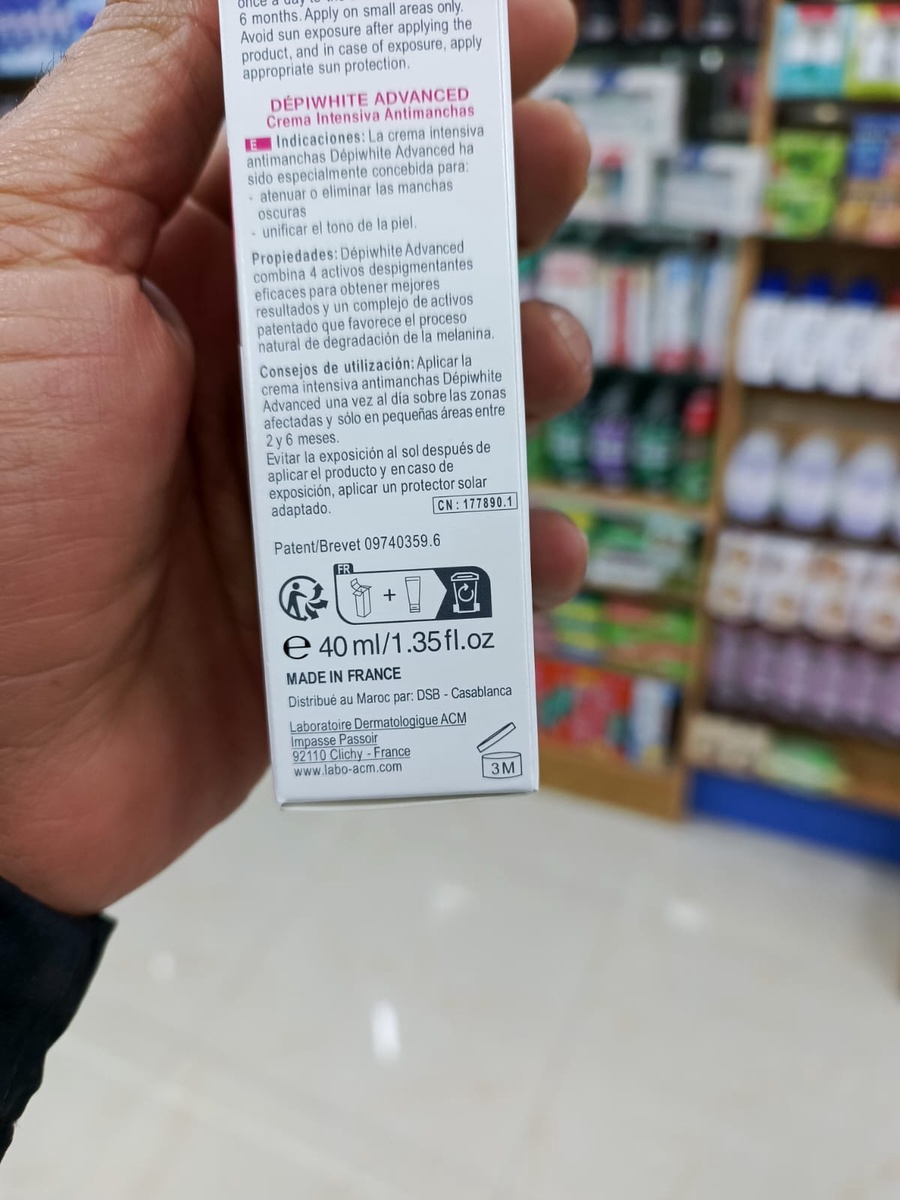 once a day to the
6 months. Apply on small areas only.
Avoid sun exposure after applying the
product, and in case of exposure, apply
appropriate sun protection.
DÉPIWHITE ADVANCED
Crema Intensiva Antimanchas
E Indicaciones: La crema intensiva
antimanchas Dépiwhite Advanced ha
sido especialmente concebida para:
- atenuar o eliminar las manchas
oscuras
- unificar el tono de la piel.
Propiedades: Dépiwhite Advanced
combina 4 activos despigmentantes
eficaces para obtener mejores
resultados y un complejo de activos
patentado que favorece el proceso
natural de degradación de la melanina.
Consejos de utilización: Aplicar la
crema intensiva antimanchas Dépiwhite
Advanced una vez al día sobre las zonas
afectadas y sólo en pequeñas áreas entre
2 y 6 meses.
Evitar la exposición al sol después de
aplicar el producto y en caso de
exposición, aplicar un protector solar
adaptado.
CN : 177890.1
Patent/Brevet 09740359.6
FR
+
e 40 ml/1.35fl.oz
MADE IN FRANCE
Distribué au Maroc par: DSB - Casablanca
Laboratoire Dermatologique ACM
Impasse Passoir
92110 Clichy - France
www.labo-acm.com
3M